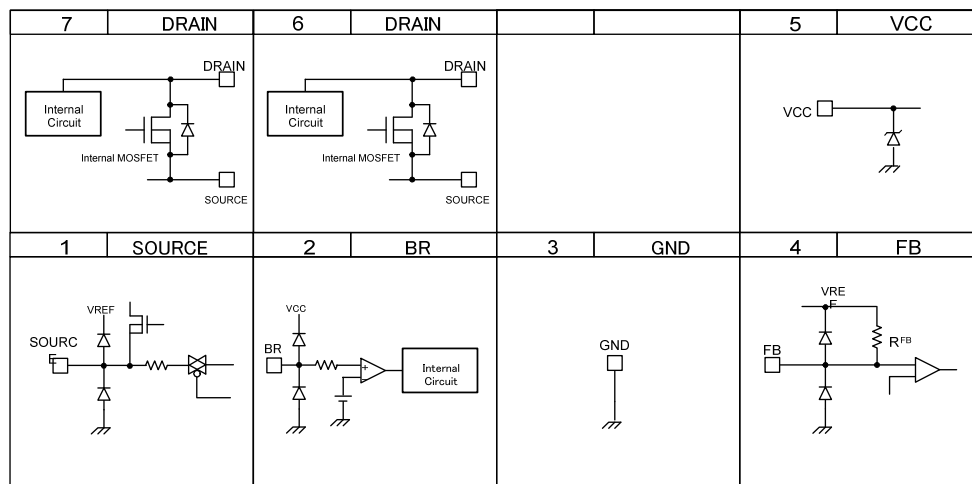 7 DRAIN 6 DRAIN 5 VCC
DRAIN
Internal
Circuit
Internal MOSFET
SOURCE
DRAIN
Internal
Circuit
Internal MOSFET
SOURCE
VCC
1 SOURCE 2 BR 3 GND 4 FB
VREF
SOURC
E
VCC
BR
+
-
Internal
Circuit
GND
VRE
F
RFB
FB